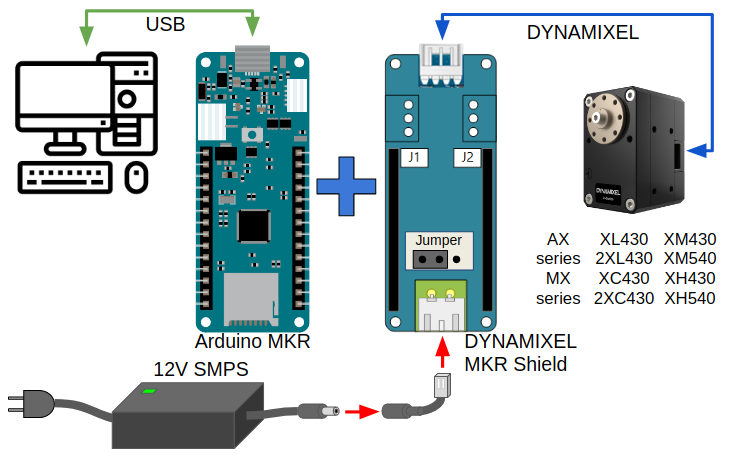 USB
DYNAMIXEL
J1
J2
DYNAMIXEL
Jumper
AX XL430 XM430
series 2XL430 XM540
MX XC430 XH430
series 2XC430 XH540
Arduino MKR
DYNAMIXEL
MKR Shield
12V SMPS